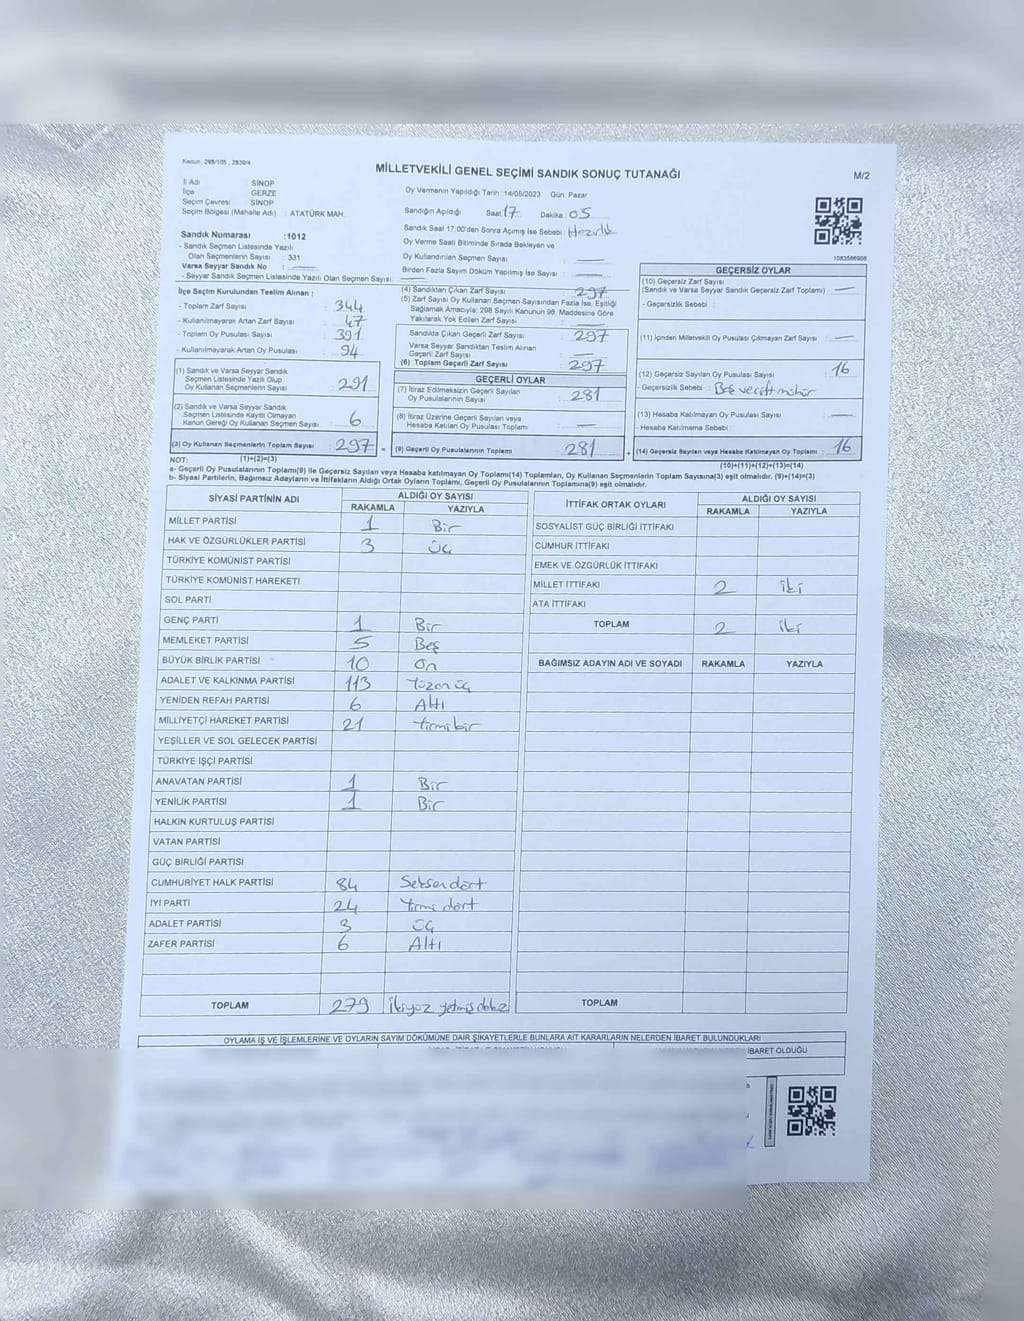 Kanun, 298/105 , 2839/4
MİLLETVEKİLİ GENEL SEÇİMİ SANDIK SONUÇ TUTANAĞI
M/2
İl Adı : SİNOP
İlçe : GERZE
Seçim Çevresi : SİNOP
Seçim Bölgesi (Mahalle Adı) : ATATÜRK MAH.
Sandık Numarası :1012
- Sandık Seçmen Listesinde Yazılı
Olan Seçmenlerin Sayısı : 331
Varsa Seyyar Sandık No
- Seyyar Sandık Seçmen Listesinde Yazılı Olan Seçmen Sayısı:
Oy Vermenin Yapıldığı Tarih : 14/05/2023 Gün: Pazar
Sandığın Açıldığı Saat 17 Dakika : 05
Sandık Saat 17.00'den Sonra Açılmış İse Sebebi : Hazırlık
Oy Verme Saati Bitiminde Sırada Bekleyen ve
Oy Kullandırılan Seçmen Sayısı :
Birden Fazla Sayım Döküm Yapılmış İse Sayısı :
1083586906
İlçe Seçim Kurulundan Teslim Alınan ;
- Toplam Zarf Sayısı : 344
- Kullanılmayarak Artan Zarf Sayısı : 47
- Toplam Oy Pusulası Sayısı : 391
- Kullanılmayarak Artan Oy Pusulası : 94
(1) Sandık ve Varsa Seyyar Sandık
Seçmen Listesinde Yazılı Olup
Oy Kullanan Seçmenlerin Sayısı : 291
(2) Sandık ve Varsa Seyyar Sandık
Seçmen Listesinde Kayıtlı Olmayan
Kanun Gereği Oy Kullanan Seçmen Sayısı : 6
(3) Oy Kullanan Seçmenlerin Toplam Sayısı : 297
(1)+(2)=(3)
(4) Sandıktan Çıkan Zarf Sayısı : 297
(5) Zarf Sayısı Oy Kullanan Seçmen Sayısından Fazla İse, Eşitliği
Sağlamak Amacıyla; 298 Sayılı Kanunun 98. Maddesine Göre
Yakılarak Yok Edilen Zarf Sayısı :
Sandıkta Çıkan Geçerli Zarf Sayısı : 297
Varsa Seyyar Sandıktan Teslim Alınan
Geçerli Zarf Sayısı :
(6) Toplam Geçerli Zarf Sayısı : 297
GEÇERLİ OYLAR
(7) İtiraz Edilmeksizin Geçerli Sayılan
Oy Pusulasının Sayısı : 281
(8) İtiraz Üzerine Geçerli Sayılan veya
Hesaba Katılan Oy Pusulası Toplamı :
(9) Geçerli Oy Pusulalarının Toplamı : 281
GEÇERSİZ OYLAR
(10) Geçersiz Zarf Sayısı
(Sandık ve Varsa Seyyar Sandık Geçersiz Zarf Toplamı) :
- Geçersizlik Sebebi :
(11) İçinden Milletvekili Oy Pusulası Çıkmayan Zarf Sayısı :
(12) Geçersiz Sayılan Oy Pusulası Sayısı : 16
- Geçersizlik Sebebi : Boş ve çift mühür
(13) Hesaba Katılmayan Oy Pusulası Sayısı :
- Hesaba Katılmama Sebebi :
(14) Geçersiz Sayılan veya Hesaba Katılmayan Oy Toplamı : 16
(10)+(11)+(12)+(13)=(14)
NOT:
a- Geçerli Oy Pusulalarının Toplamı(9) ile Geçersiz Sayılan veya Hesaba katılmayan Oy Toplamı(14) Toplamları, Oy Kullanan Seçmenlerin Toplam Sayısına(3) eşit olmalıdır. (9)+(14)=(3)
b- Siyasi Partilerin, Bağımsız Adayların ve İttifakların Aldığı Ortak Oyların Toplamı, Geçerli Oy Pusulalarının Toplamına(9) eşit olmalıdır.
SİYASİ PARTİNİN ADI ALDIĞI OY SAYISI
RAKAMLA YAZIYLA
MİLLET PARTİSİ 1 Bir
HAK VE ÖZGÜRLÜKLER PARTİSİ 3 Üç
TÜRKİYE KOMÜNİST PARTİSİ
TÜRKİYE KOMÜNİST HAREKETİ
SOL PARTİ
GENÇ PARTİ 1 Bir
MEMLEKET PARTİSİ 5 Beş
BÜYÜK BİRLİK PARTİSİ 10 On
ADALET VE KALKINMA PARTİSİ 113 Yüzonüç
YENİDEN REFAH PARTİSİ 6 Altı
MİLLİYETÇİ HAREKET PARTİSİ 21 Yirmibir
YEŞİLLER VE SOL GELECEK PARTİSİ
TÜRKİYE İŞÇİ PARTİSİ
ANAVATAN PARTİSİ 1 Bir
YENİLİK PARTİSİ 1 Bir
HALKIN KURTULUŞ PARTİSİ
VATAN PARTİSİ
GÜÇ BİRLİĞİ PARTİSİ
CUMHURİYET HALK PARTİSİ 84 Seksendört
İYİ PARTİ 24 Yirmi dört
ADALET PARTİSİ 3 Üç
ZAFER PARTİSİ 6 Altı
TOPLAM 279 İkiyüz yetmiş dokuz
İTTİFAK ORTAK OYLARI ALDIĞI OY SAYISI
RAKAMLA YAZIYLA
SOSYALİST GÜÇ BİRLİĞİ İTTİFAKI
CUMHUR İTTİFAKI
EMEK VE ÖZGÜRLÜK İTTİFAKI
MİLLET İTTİFAKI 2 İki
ATA İTTİFAKI
TOPLAM 2 İki
BAĞIMSIZ ADAYIN ADI VE SOYADI RAKAMLA YAZIYLA
TOPLAM
OYLAMA İŞ VE İŞLEMLERİNE VE OYLARIN SAYIM DÖKÜMÜNE DAİR ŞİKAYETLERLE BUNLARA AİT KARARLARIN NELERDEN İBARET BULUNDUKLARI
İBARET OLDUĞU